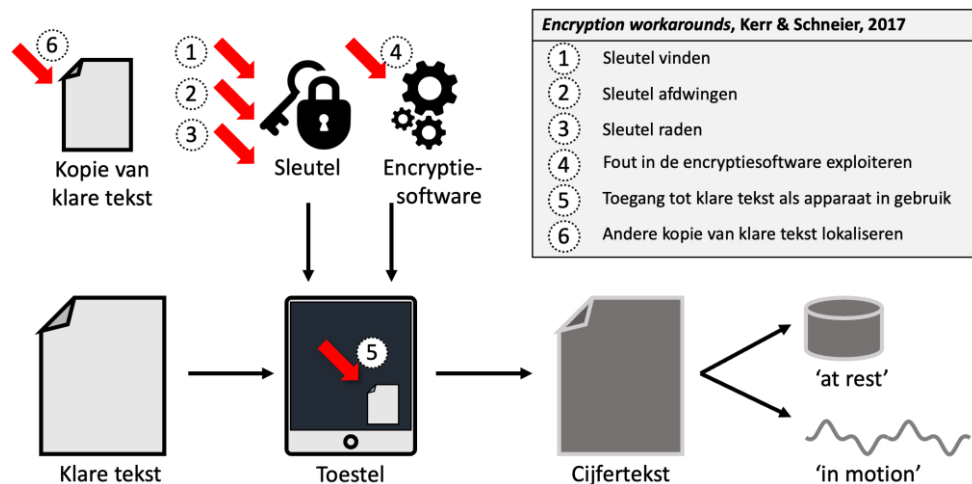 6
Kopie van
klare tekst
1
2
3
Sleutel
4
Encryptie-
software
Encryption workarounds, Kerr & Schneier, 2017
1 Sleutel vinden
2 Sleutel afdwingen
3 Sleutel raden
4 Fout in de encryptiesoftware exploiteren
5 Toegang tot klare tekst als apparaat in gebruik
6 Andere kopie van klare tekst lokaliseren
Klare tekst
5
Toestel
Cijfertekst
‘at rest’
‘in motion’